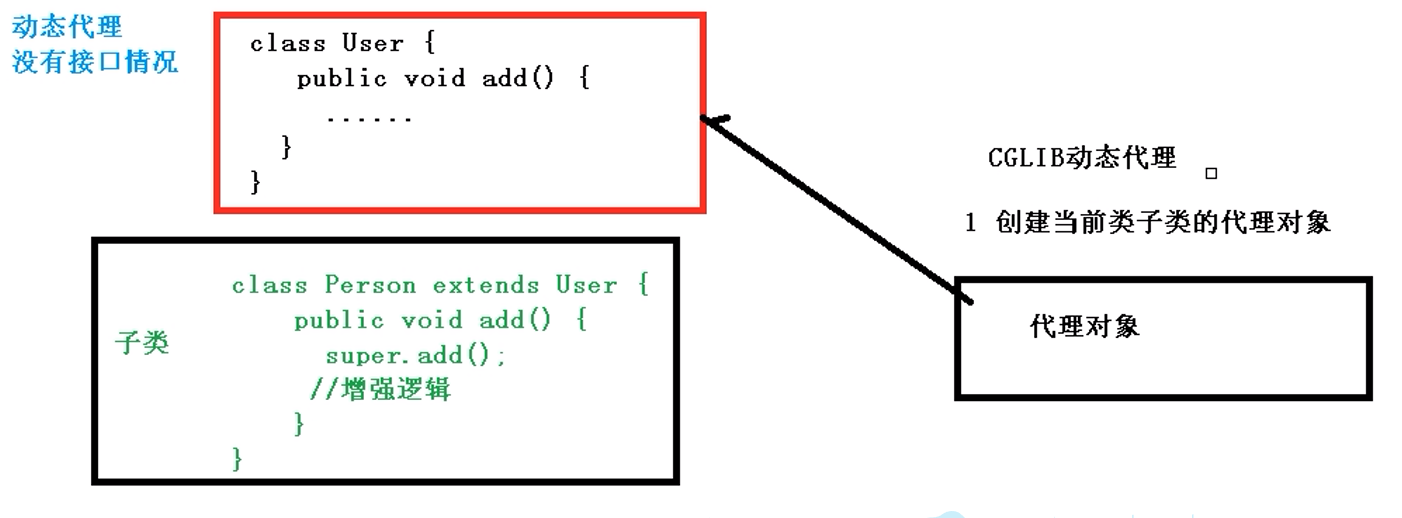 动态代理
没有接口情况
class User {
public void add() {
......
}
}
子类
class Person extends User {
public void add() {
super.add();
//增强逻辑
}
}
CGLIB动态代理
1 创建当前类子类的代理对象
代理对象